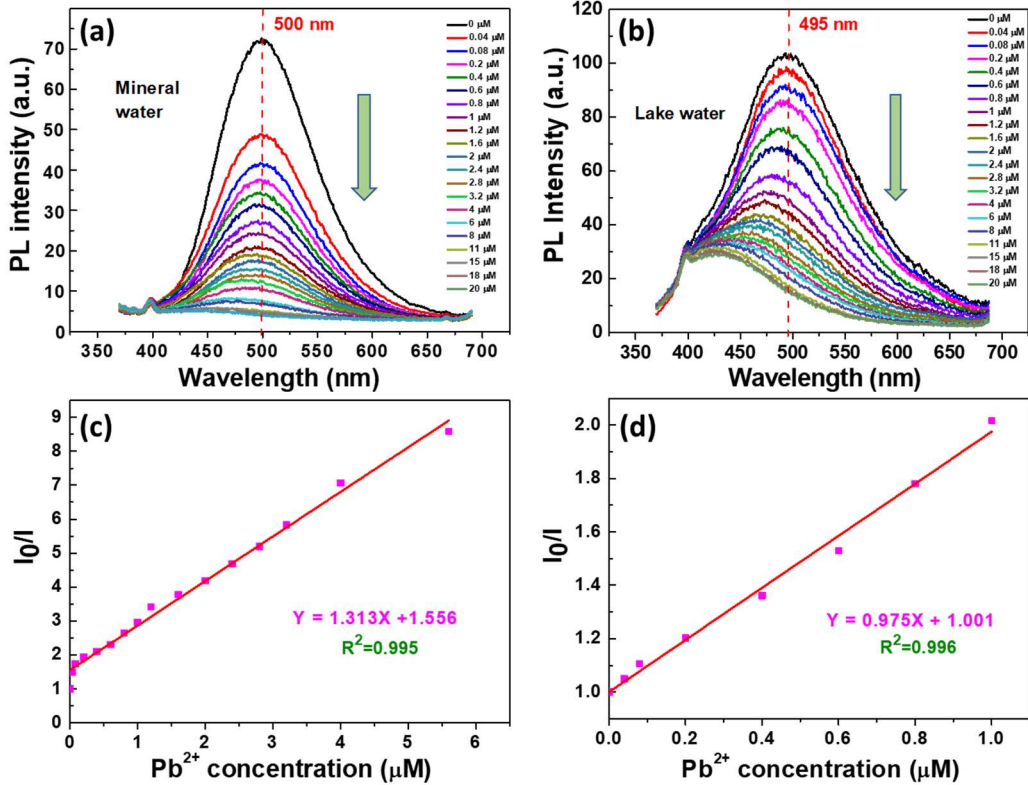 (a)
500 nm
Mineral
water
0 µM
0.04 µM
0.08 µM
0.2 µM
0.4 µM
0.6 µM
0.8 µM
1 µM
1.2 µM
1.6 µM
2 µM
2.4 µM
2.8 µM
3.2 µM
4 µM
6 µM
8 µM
11 µM
15 µM
18 µM
20 µM
PL intensity (a.u.)
70
60
50
40
30
20
10
0
350 400 450 500 550 600 650 700
Wavelength (nm)
(b)
495 nm
Lake water
0 µM
0.04 µM
0.08 µM
0.2 µM
0.4 µM
0.6 µM
0.8 µM
1 µM
1.2 µM
1.6 µM
2 µM
2.4 µM
2.8 µM
3.2 µM
4 µM
6 µM
8 µM
11 µM
15 µM
18 µM
20 µM
PL Intensity (a.u.)
120
100
80
60
40
20
0
350 400 450 500 550 600 650 700
Wavelength (nm)
(c)
Y = 1.313X +1.556
R²=0.995
I₀/I
9
8
7
6
5
4
3
2
1
0
0 1 2 3 4 5 6
Pb²⁺ concentration (µM)
(d)
Y = 0.975X + 1.001
R²=0.996
I₀/I
2.0
1.8
1.6
1.4
1.2
1.0
0.0 0.2 0.4 0.6 0.8 1.0
Pb²⁺ concentration (µM)